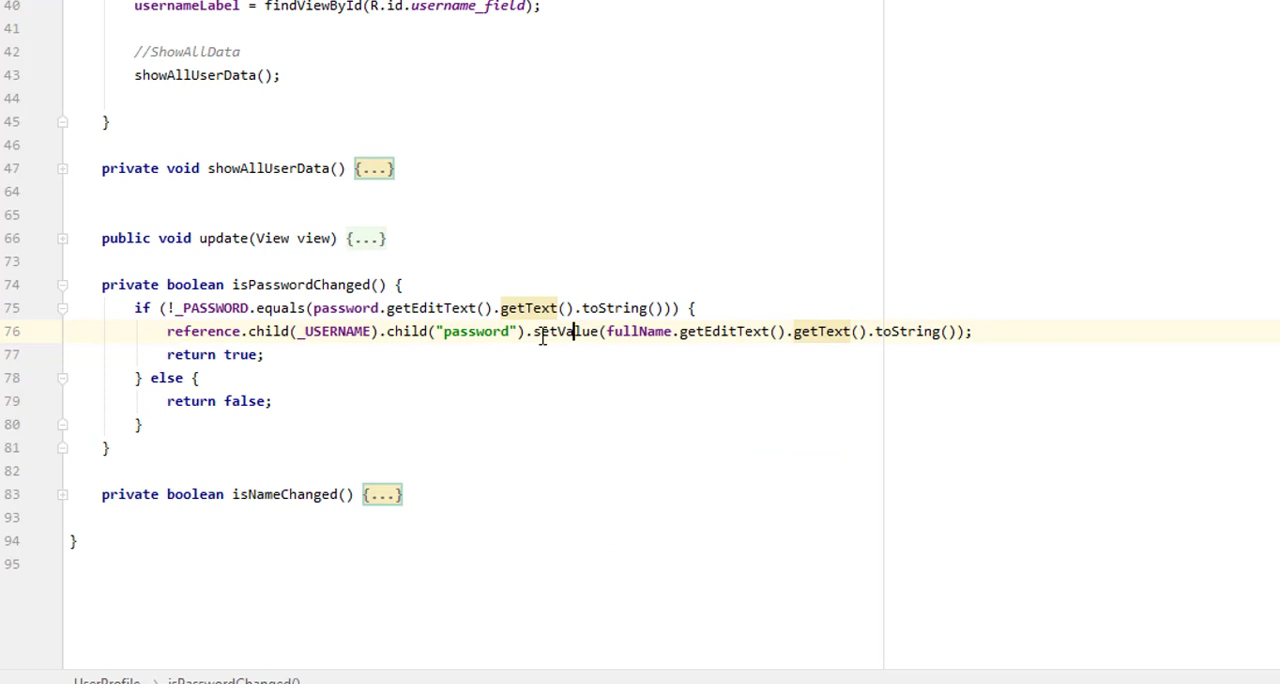 40 usernameLabel = findViewById(R.id.username_field);
41
42 //ShowAllData
43 showAllUserData();
44
45 }
46
47 private void showAllUserData() {...}
64
65
66 public void update(View view) {...}
73
74 private boolean isPasswordChanged() {
75 if (!_PASSWORD.equals(password.getEditText().getText().toString())) {
76 reference.child(_USERNAME).child("password").setValue(fullName.getEditText().getText().toString());
77 return true;
78 } else {
79 return false;
80 }
81 }
82
83 private boolean isNameChanged() {...}
93
94 }
95
UserProfile > isPasswordChanged()